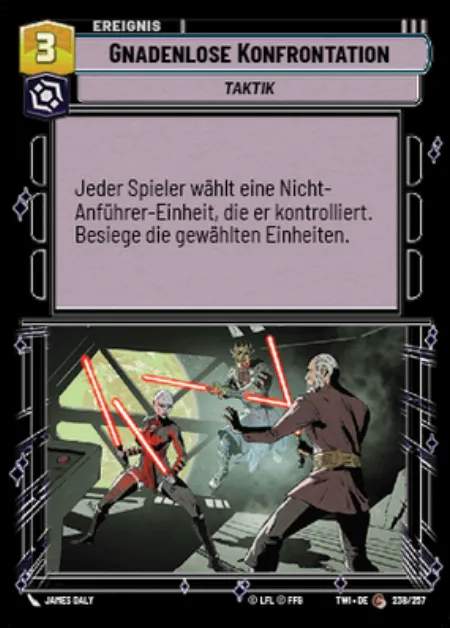 3
EREIGNIS
GNADENLOSE KONFRONTATION
TAKTIK
Jeder Spieler wählt eine Nicht-
Anführer-Einheit, die er kontrolliert.
Besiege die gewählten Einheiten.
JAMES DALY
© LFL © FFG
TWI • DE
238/257